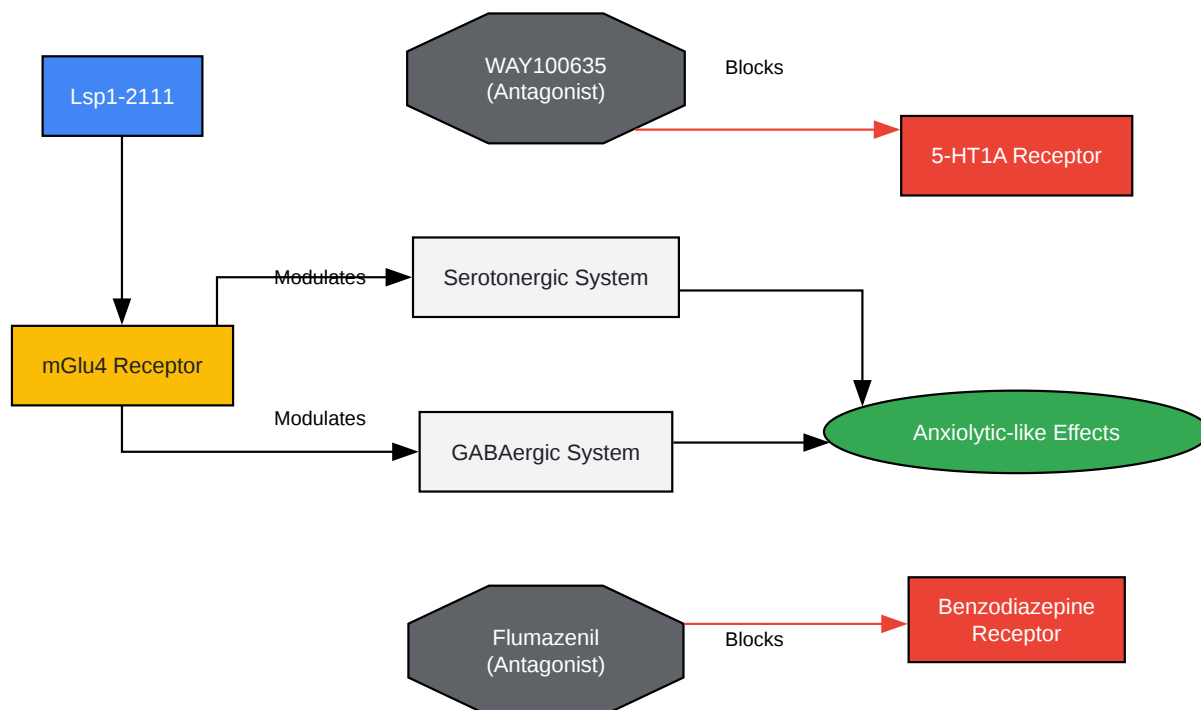 WAY100635
(Antagonist)
Blocks
Lsp1-2111
5-HT1A Receptor
Modulates
Serotonergic System
mGlu4 Receptor
Modulates
GABAergic System
Anxiolytic-like Effects
Flumazenil
(Antagonist)
Blocks
Benzodiazepine
Receptor